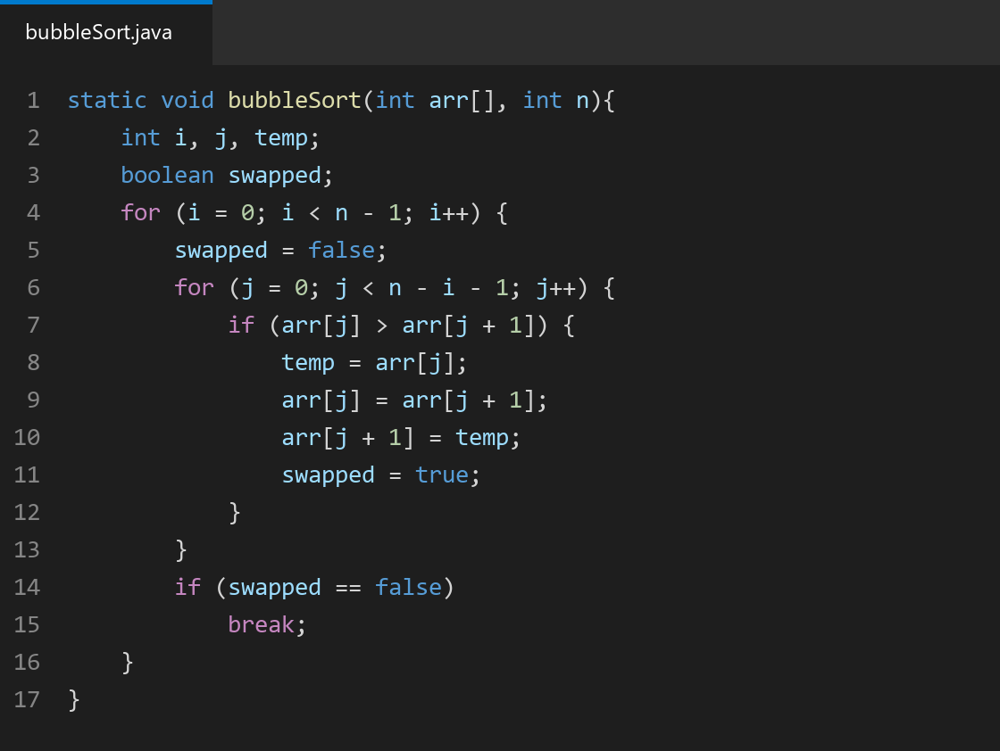 bubbleSort.java
1 static void bubbleSort(int arr[], int n){
2     int i, j, temp;
3     boolean swapped;
4     for (i = 0; i < n - 1; i++) {
5         swapped = false;
6         for (j = 0; j < n - i - 1; j++) {
7             if (arr[j] > arr[j + 1]) {
8                 temp = arr[j];
9                 arr[j] = arr[j + 1];
10                 arr[j + 1] = temp;
11                 swapped = true;
12             }
13         }
14         if (swapped == false)
15             break;
16     }
17 }